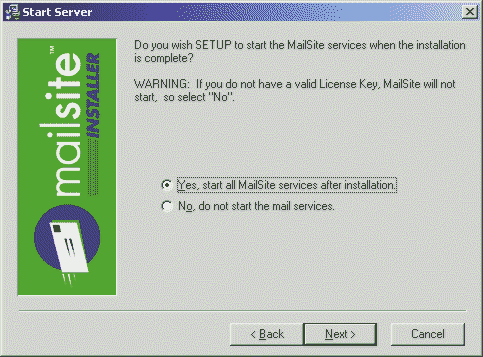 Start Server
Do you wish SETUP to start the MailSite services when the installation
is complete?
WARNING:  If you do not have a valid License Key, MailSite will not
start,  so select "No".
mailsite™
INSTALLER
Yes, start all MailSite services after installation.
No, do not start the mail services.
< Back
Next >
Cancel